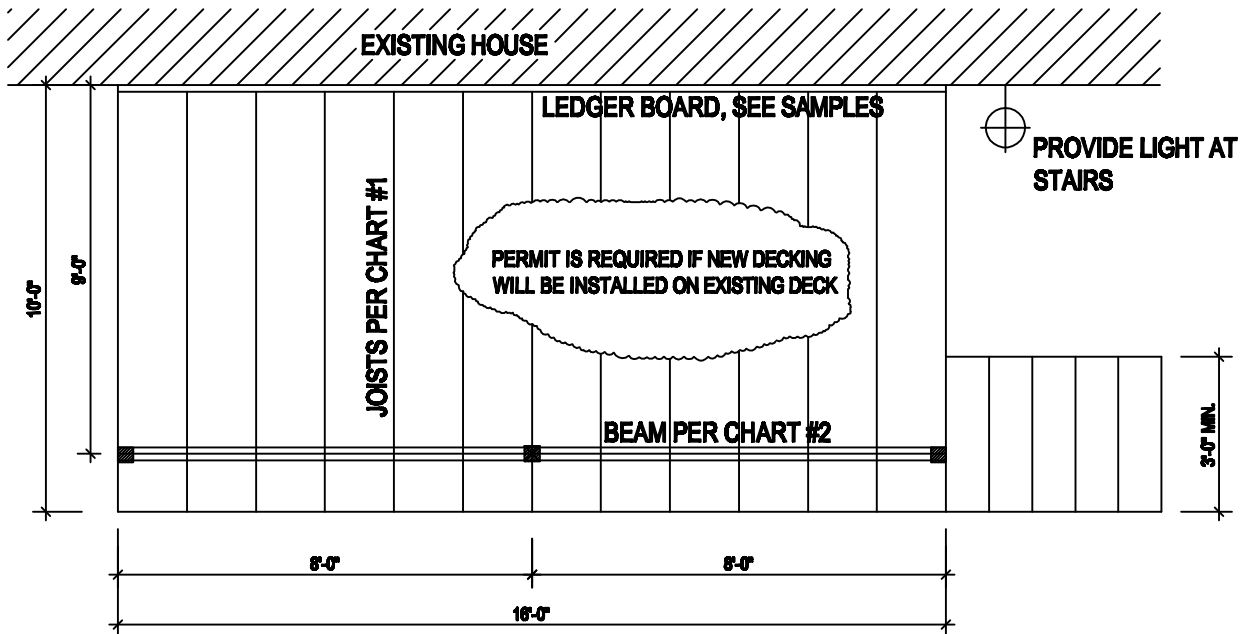 EXISTING HOUSE
LEDGER BOARD, SEE SAMPLES
PROVIDE LIGHT AT
STAIRS
JOISTS PER CHART #1
PERMIT IS REQUIRED IF NEW DECKING
WILL BE INSTALLED ON EXISTING DECK
10'-0"
9'-0"
BEAM PER CHART #2
3'-0" MIN.
8'-0"
8'-0"
16'-0"